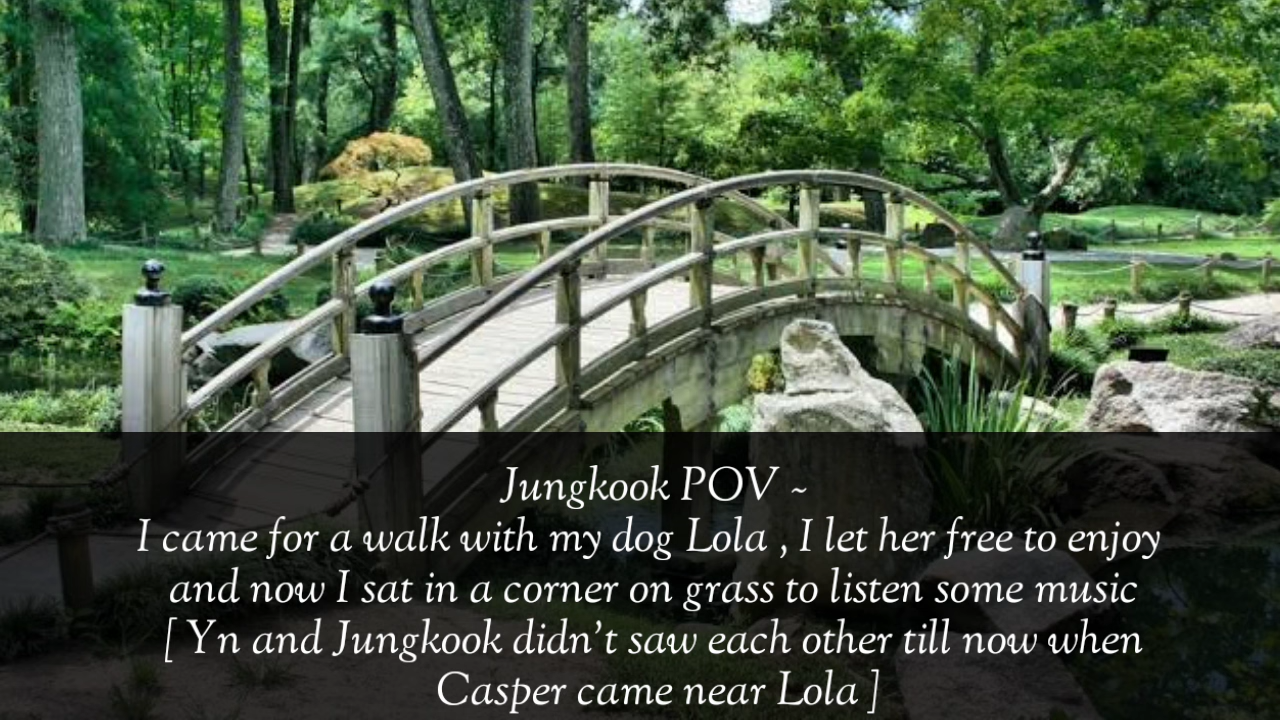 Jungkook POV ~
I came for a walk with my dog Lola , I let her free to enjoy
and now I sat in a corner on grass to listen some music
[ Yn and Jungkook didn't saw each other till now when
Casper came near Lola ]